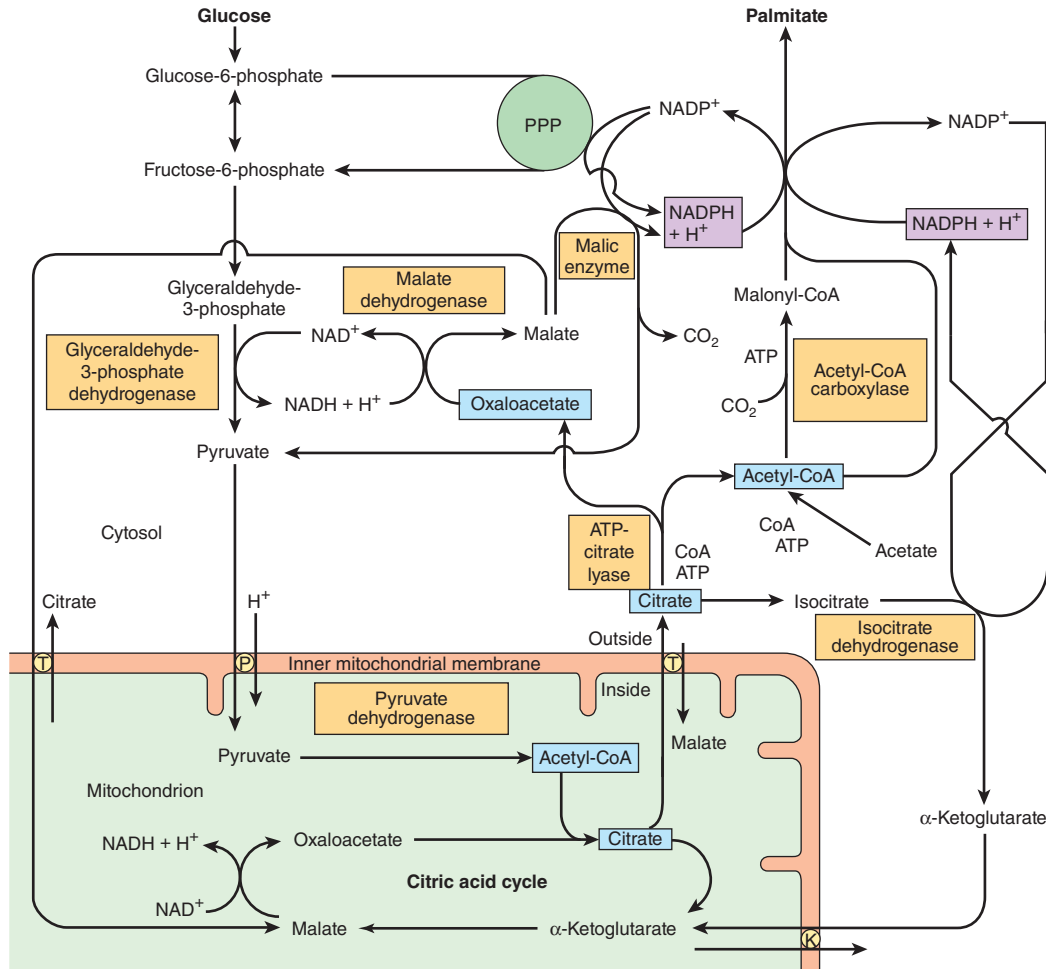 Glucose
Palmitate
Glucose-6-phosphate
PPP
NADP+
NADP+
Fructose-6-phosphate
NADPH
+ H+
NADPH + H+
Malic
enzyme
Malate
dehydrogenase
Glyceraldehyde-
3-phosphate
Malonyl-CoA
Glyceraldehyde-
3-phosphate
dehydrogenase
NAD+
Malate
CO2
ATP
Acetyl-CoA
carboxylase
NADH + H+
Oxaloacetate
CO2
Pyruvate
Acetyl-CoA
Cytosol
ATP-
citrate
lyase
CoA
ATP
CoA
ATP
Acetate
Citrate
H+
Citrate
Isocitrate
Outside
Isocitrate
dehydrogenase
T
P
Inner mitochondrial membrane
T
Inside
Pyruvate
dehydrogenase
Pyruvate
Acetyl-CoA
Malate
Mitochondrion
α-Ketoglutarate
NADH + H+
Oxaloacetate
Citrate
Citric acid cycle
NAD+
Malate
α-Ketoglutarate
K